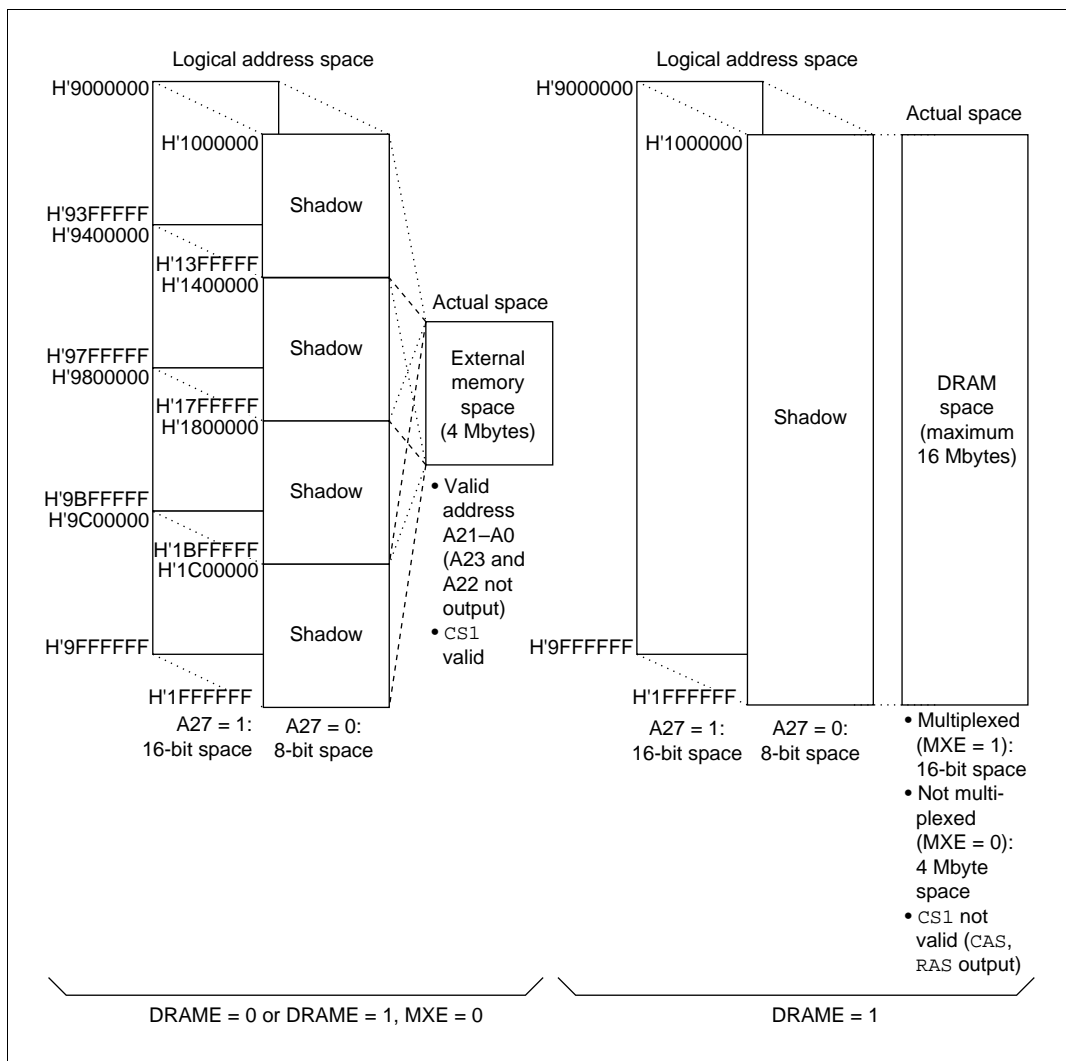 Logical address space
H'9000000
H'1000000
Shadow
H'93FFFFF
H'9400000
H'13FFFFF
H'1400000
Shadow
H'97FFFFF
H'9800000
H'17FFFFF
H'1800000
Shadow
H'9BFFFFF
H'9C00000
H'1BFFFFF
H'1C00000
Shadow
H'9FFFFFF
H'1FFFFFF
A27 = 1:
16-bit space
A27 = 0:
8-bit space
Actual space
External
memory
space
(4 Mbytes)
• Valid
address
A21–A0
(A23 and
A22 not
output)
• CS1
valid
DRAME = 0 or DRAME = 1, MXE = 0
Logical address space
H'9000000
H'1000000
Shadow
H'9FFFFFF
H'1FFFFFF
A27 = 1:
16-bit space
A27 = 0:
8-bit space
Actual space
DRAM
space
(maximum
16 Mbytes)
• Multiplexed
(MXE = 1):
16-bit space
• Not multi-
plexed
(MXE = 0):
4 Mbyte
space
• CS1 not
valid (CAS,
RAS output)
DRAME = 1